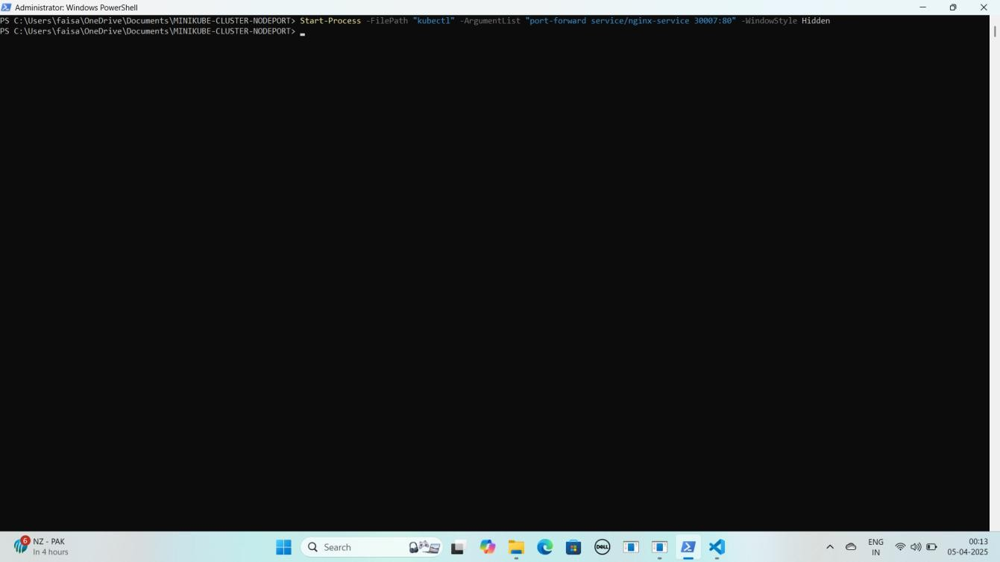 Administrator: Windows PowerShell
PS C:\Users\faisa\OneDrive\Documents\MINIKUBE-CLUSTER-NODEPORT> Start-Process -FilePath "kubectl" -ArgumentList "port-forward service/nginx-service 30007:80" -WindowStyle Hidden
PS C:\Users\faisa\OneDrive\Documents\MINIKUBE-CLUSTER-NODEPORT>
6
NZ - PAK
In 4 hours
Search
DELL
ENG
IN
00:13
05-04-2025